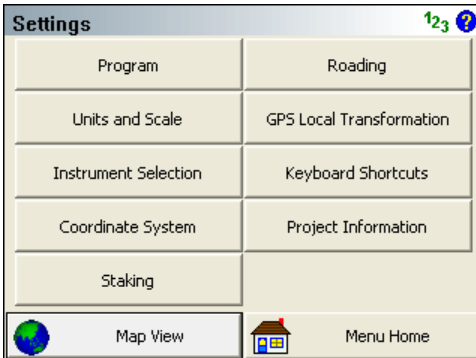 Settings 123 ?
Program Roading
Units and Scale GPS Local Transformation
Instrument Selection Keyboard Shortcuts
Coordinate System Project Information
Staking
Map View Menu Home